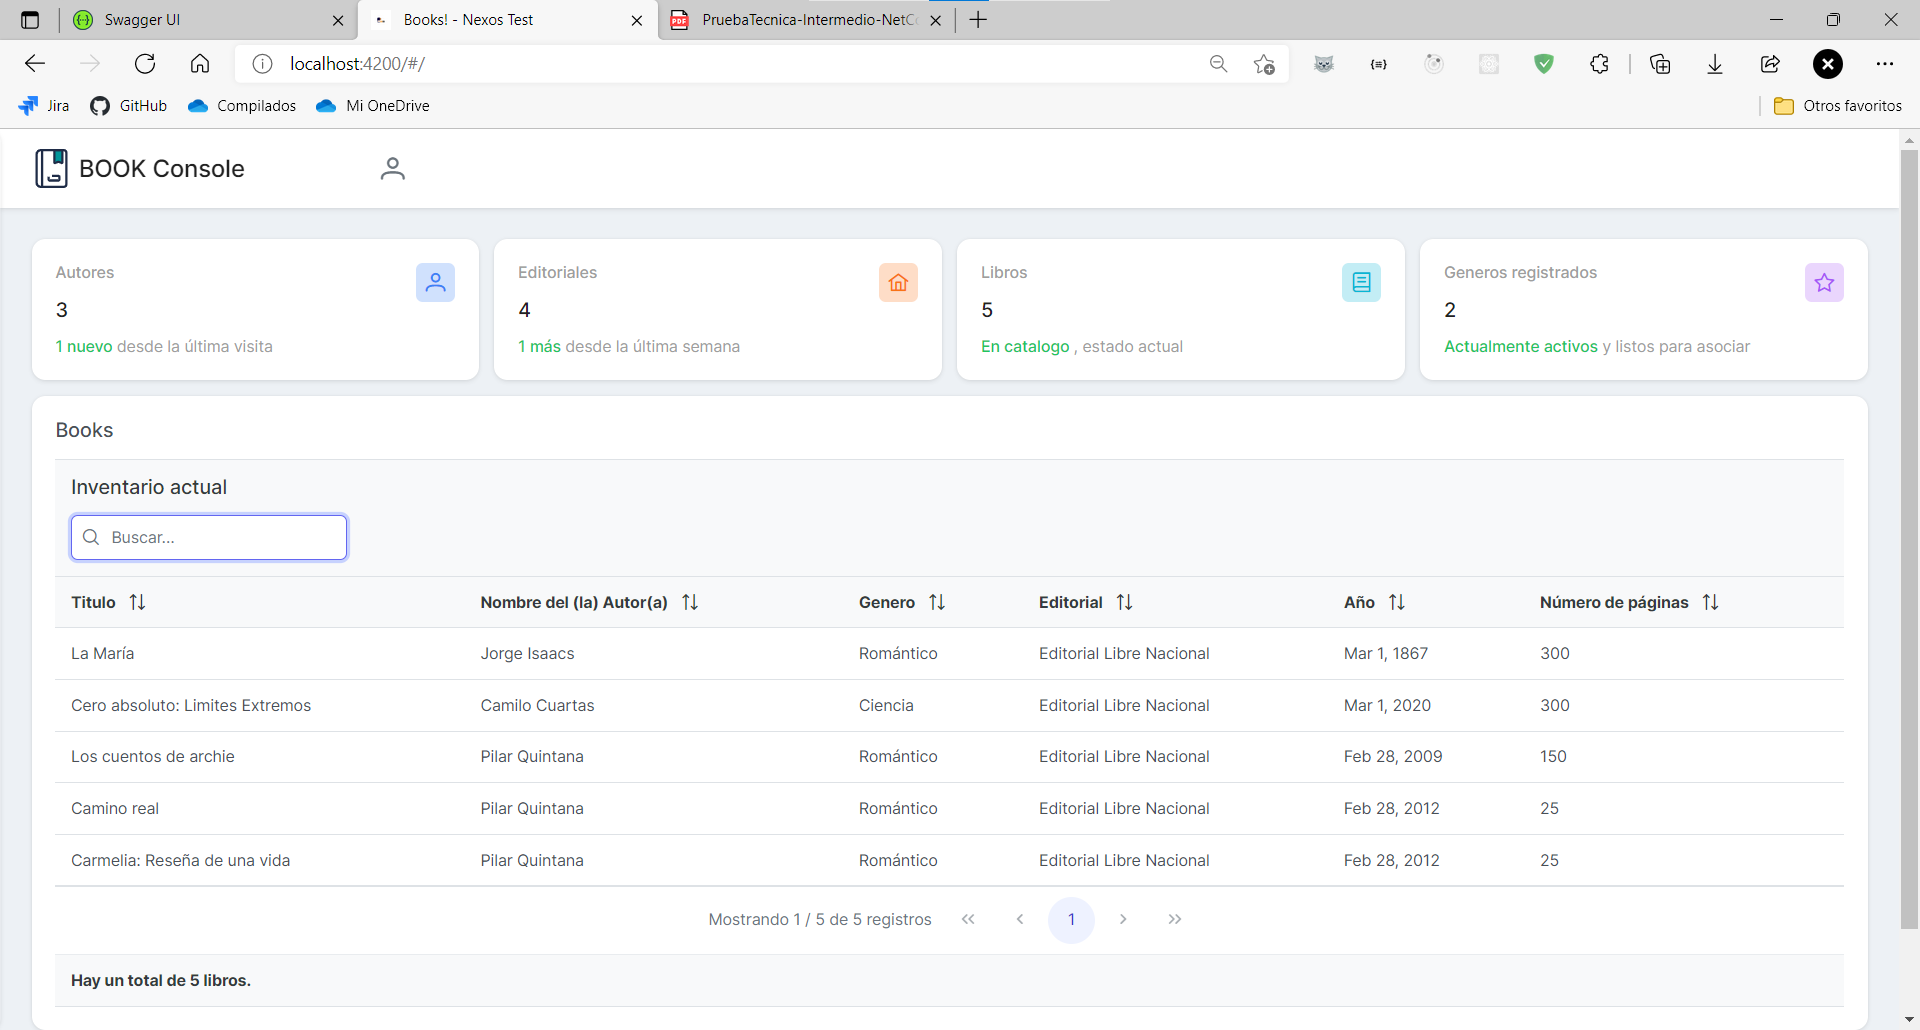 Swagger UI
Books! - Nexos Test
PruebaTecnica-Intermedio-NetC
localhost:4200/#/
Jira
GitHub
Compilados
Mi OneDrive
Otros favoritos
BOOK Console
Autores
3
1 nuevo desde la última visita
Editoriales
4
1 más desde la última semana
Libros
5
En catalogo , estado actual
Generos registrados
2
Actualmente activos y listos para asociar
Books
Inventario actual
Buscar...
Titulo Nombre del (la) Autor(a) Genero Editorial Año Número de páginas
La María Jorge Isaacs Romántico Editorial Libre Nacional Mar 1, 1867 300
Cero absoluto: Limites Extremos Camilo Cuartas Ciencia Editorial Libre Nacional Mar 1, 2020 300
Los cuentos de archie Pilar Quintana Romántico Editorial Libre Nacional Feb 28, 2009 150
Camino real Pilar Quintana Romántico Editorial Libre Nacional Feb 28, 2012 25
Carmelia: Reseña de una vida Pilar Quintana Romántico Editorial Libre Nacional Feb 28, 2012 25
Mostrando 1 / 5 de 5 registros « ‹ 1 › »
Hay un total de 5 libros.